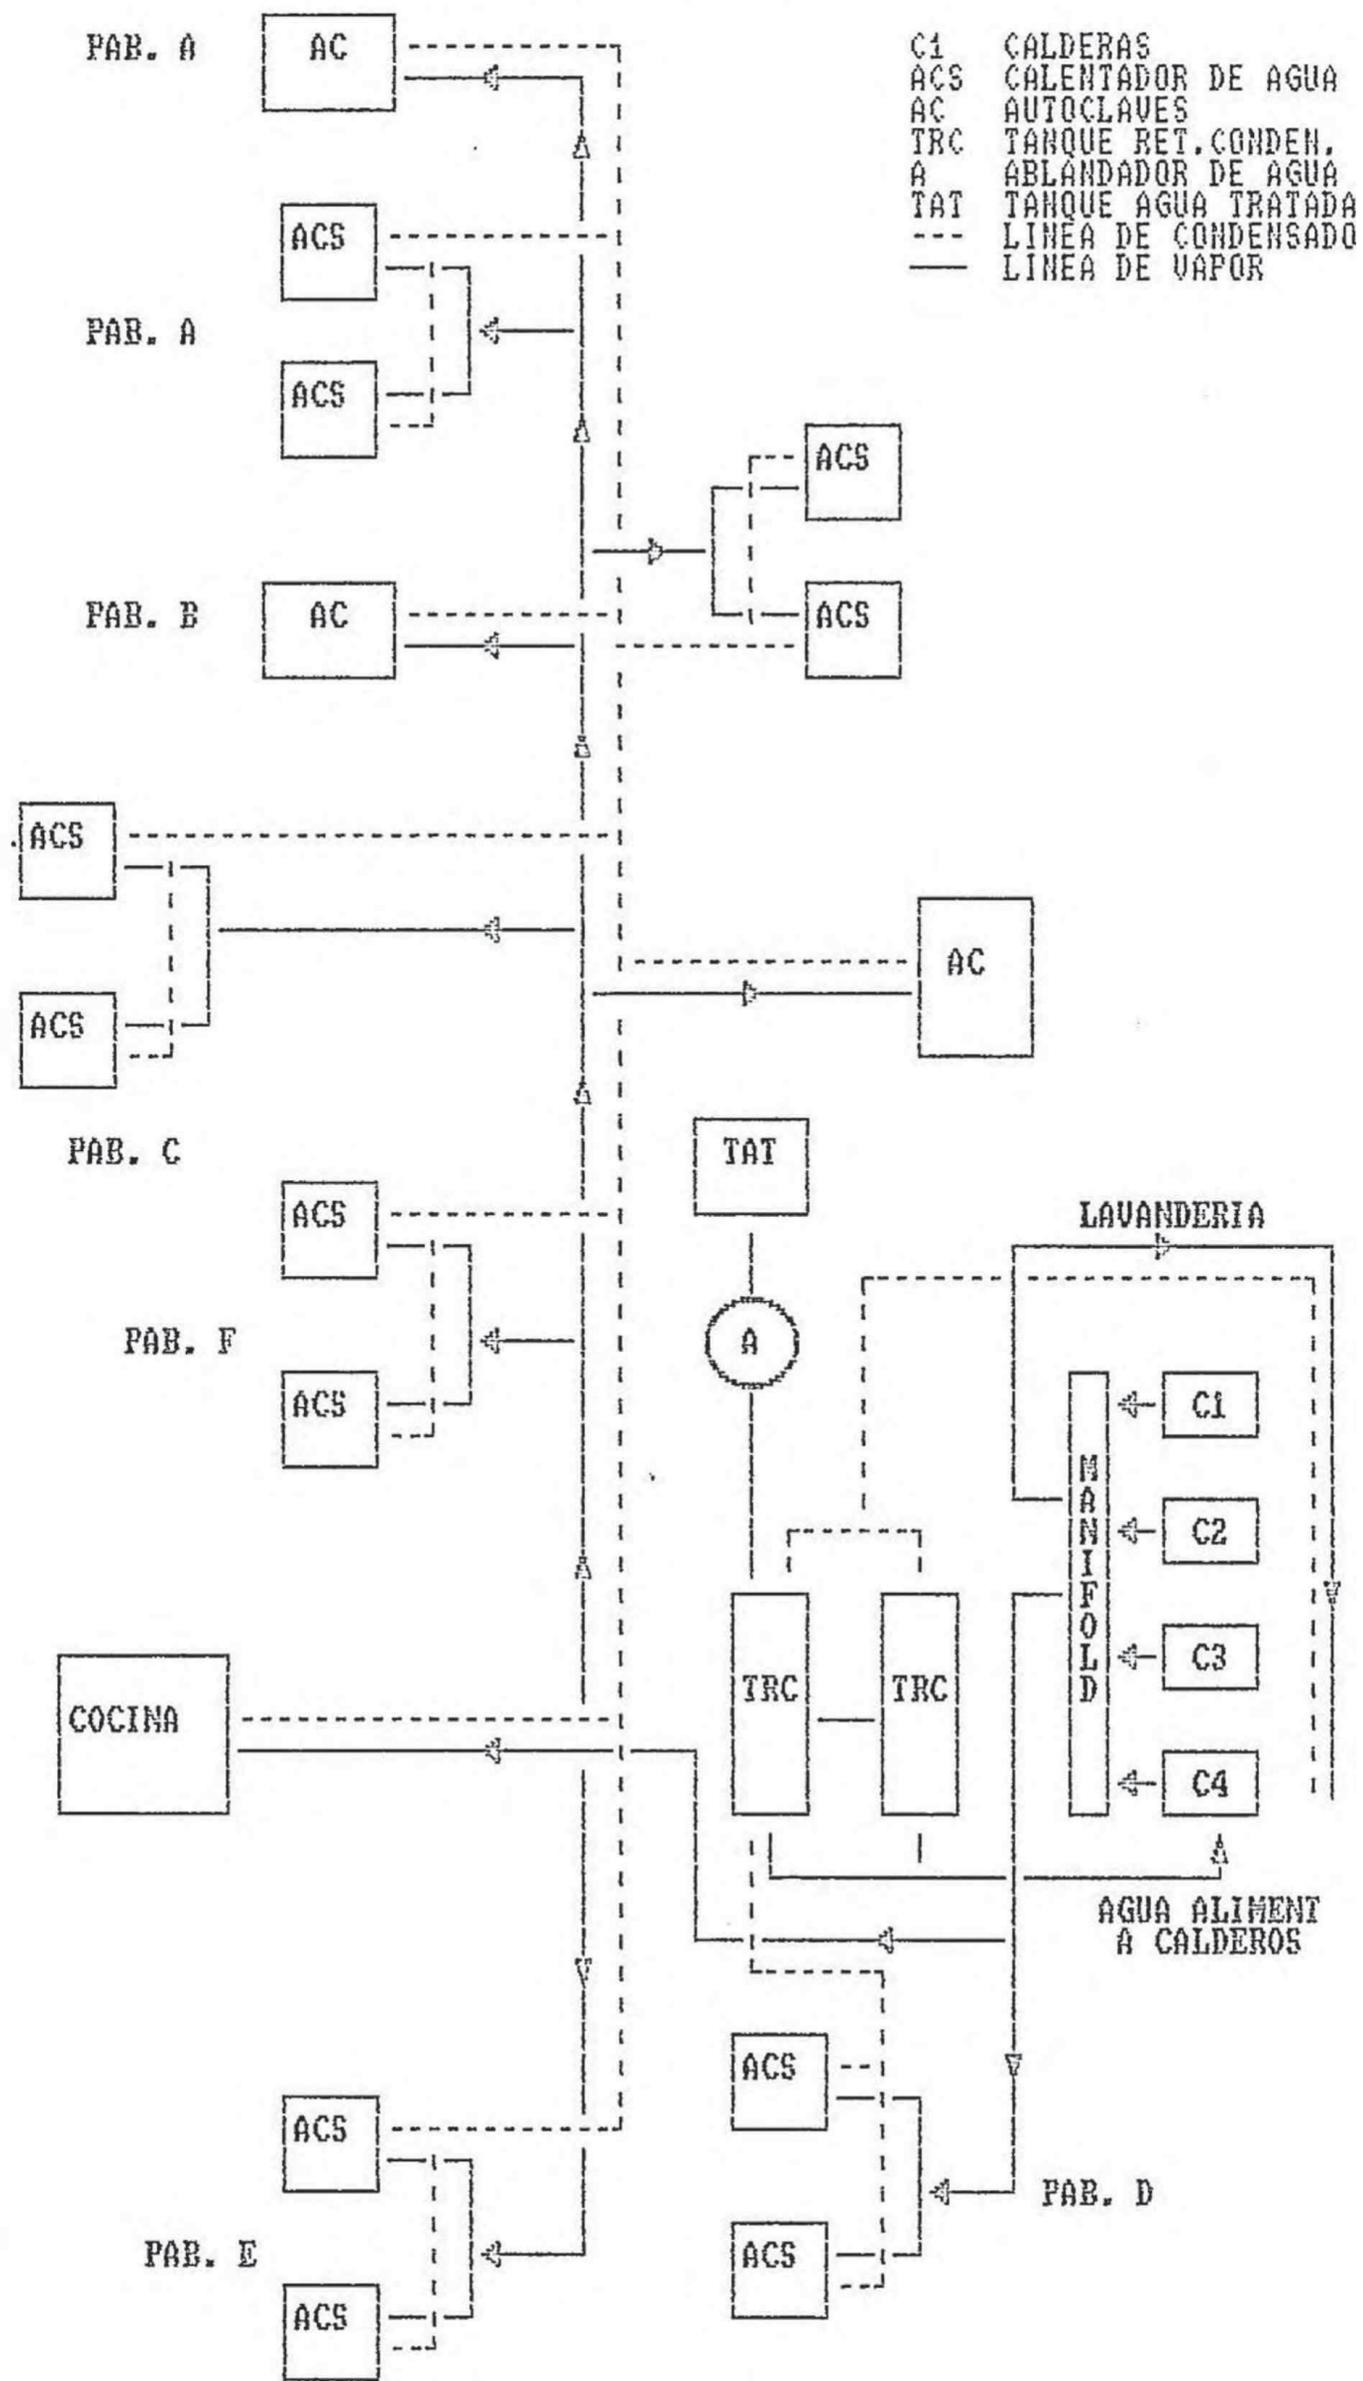 PAB. A
AC
C1 CALDERAS
ACS CALENTADOR DE AGUA
AC AUTOCLAVES
TRC TANQUE RET.CONDEN.
A ABLANDADOR DE AGUA
TAT TANQUE AGUA TRATADA
--- LINEA DE CONDENSADO
— LINEA DE VAPOR
ACS
PAB. A
ACS
ACS
PAB. B
AC
ACS
ACS
AC
ACS
PAB. C
TAT
ACS
LAVANDERIA
PAB. F
A
ACS
C1
MANIFOLD
C2
C3
C4
TRC
TRC
COCINA
AGUA ALIMENT
A CALDEROS
ACS
ACS
PAB. D
PAB. E
ACS
ACS